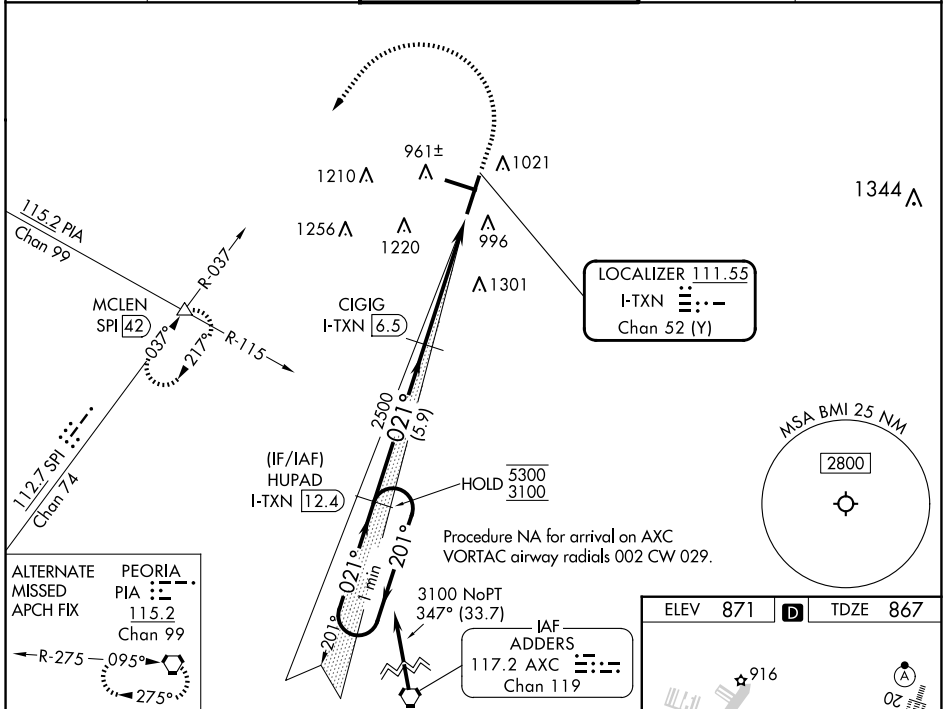 961±
1210
1021
1344
1256
1220
996
1301
115.2 PIA
Chan 99
R-037
MCLEN
SPI 42
037°
217°
R-115
112.7 SPI
Chan 74
CIGIG
I-TXN 6.5
LOCALIZER 111.55
I-TXN
Chan 52 (Y)
2500
021°
(5.9)
(IF/IAF)
HUPAD
I-TXN 12.4
HOLD 5300
3100
MSA BMI 25 NM
2800
Procedure NA for arrival on AXC
VORTAC airway radials 002 CW 029.
021°
1 min
201°
201°
3100 NoPT
347° (33.7)
IAF
ADDERS
117.2 AXC
Chan 119
ALTERNATE
MISSED
APCH FIX
PEORIA
PIA
115.2
Chan 99
R-275
095°
275°
ELEV 871 D TDZE 867
916
A
20